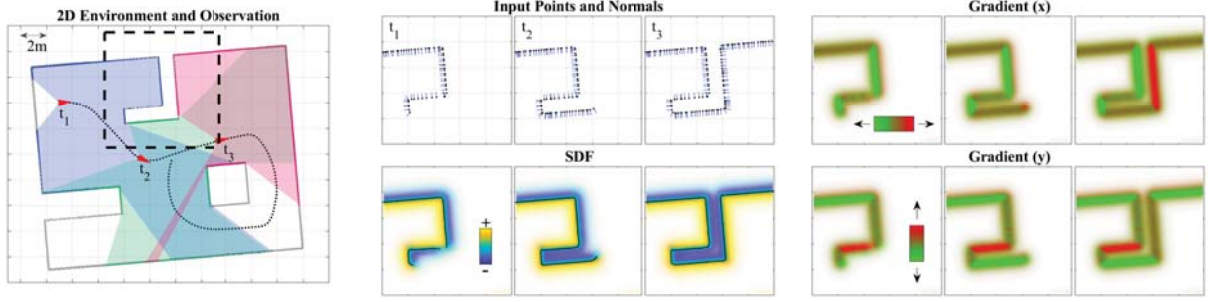 2D Environment and Observation
2m
t1
t2
t3
Input Points and Normals
t1
t2
t3
SDF
+
-
Gradient (x)
Gradient (y)